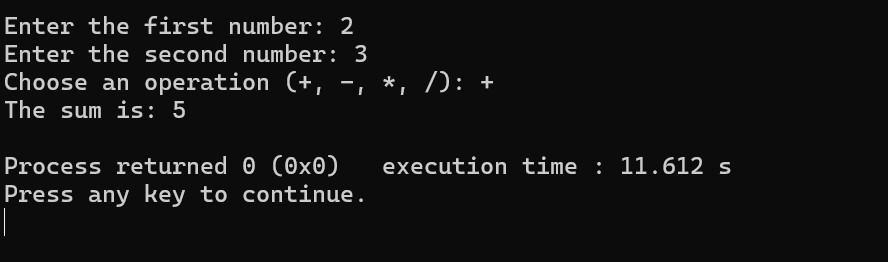 Enter the first number: 2
Enter the second number: 3
Choose an operation (+, -, *, /): +
The sum is: 5
Process returned 0 (0x0)   execution time : 11.612 s
Press any key to continue.